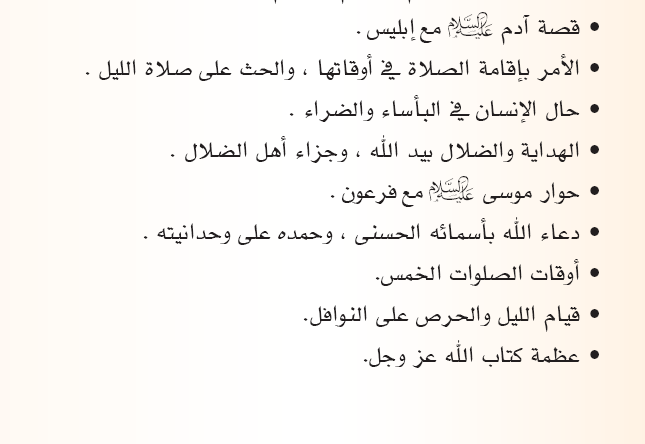 • قصة آدم عليه السلام مع إبليس .
• الأمر بإقامة الصلاة في أوقاتها ، والحث على صلاة الليل .
• حال الإنسان في البأساء والضراء .
• الهداية والضلال بيد الله ، وجزاء أهل الضلال .
• حوار موسى عليه السلام مع فرعون .
• دعاء الله بأسمائه الحسنى ، وحمده على وحدانيته .
• أوقات الصلوات الخمس.
• قيام الليل والحرص على النوافل.
• عظمة كتاب الله عز وجل.